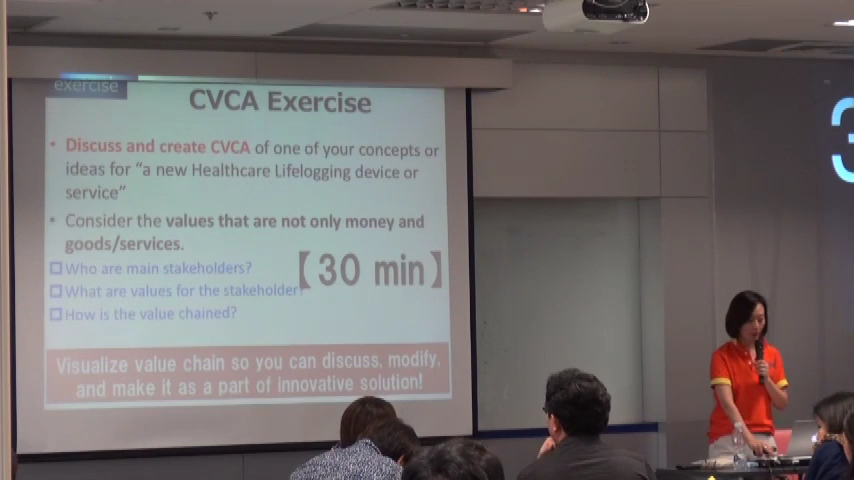 exercise
CVCA Exercise
• Discuss and create CVCA of one of your concepts or
ideas for “a new Healthcare Lifelogging device or
service”
• Consider the values that are not only money and
goods/services.
Who are main stakeholders?
【30 min】
What are values for the stakeholder?
How is the value chained?
Visualize value chain so you can discuss, modify,
and make it as a part of innovative solution!
3